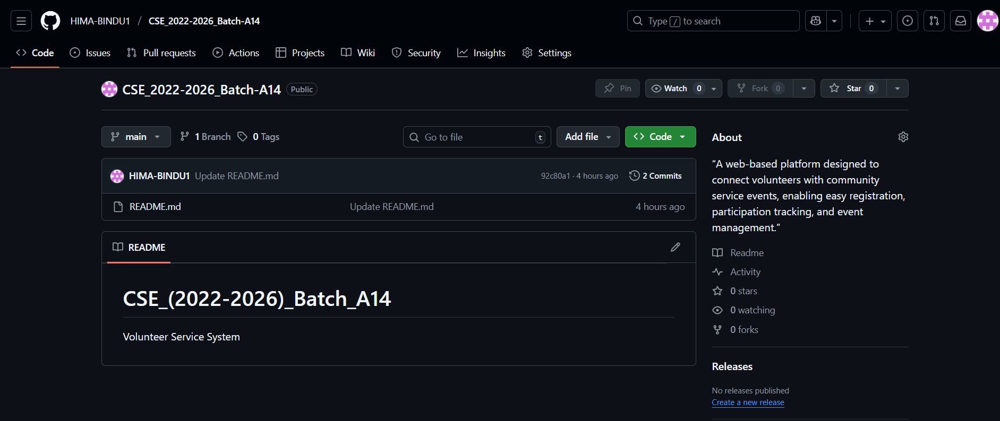 HIMA-BINDU1 / CSE_2022-2026_Batch-A14
Type / to search
Code Issues Pull requests Actions Projects Wiki Security Insights Settings
CSE_2022-2026_Batch-A14 Public
Pin Watch 0 Fork 0 Star 0
main 1 Branch 0 Tags Go to file t Add file Code
HIMA-BINDU1 Update README.md 92c80a1 · 4 hours ago 2 Commits
README.md Update README.md 4 hours ago
README
CSE_(2022-2026)_Batch_A14
Volunteer Service System
About
“A web-based platform designed to
connect volunteers with community
service events, enabling easy registration,
participation tracking, and event
management.”
Readme
Activity
0 stars
0 watching
0 forks
Releases
No releases published
Create a new release